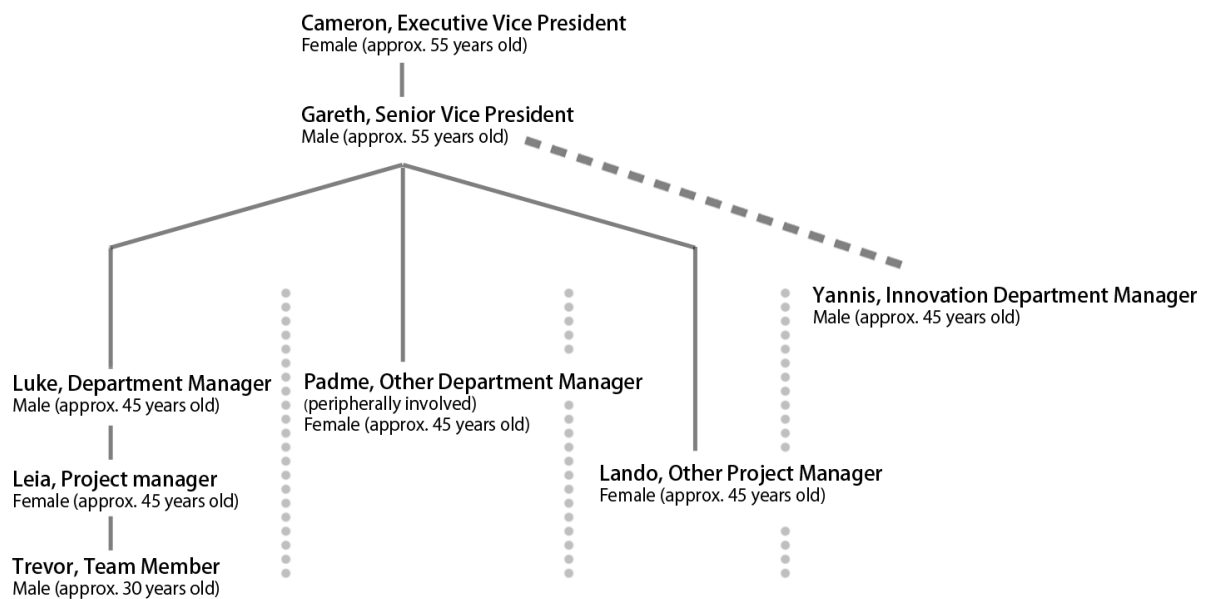 Cameron, Executive Vice President
Female (approx. 55 years old)
Gareth, Senior Vice President
Male (approx. 55 years old)
Yannis, Innovation Department Manager
Male (approx. 45 years old)
Luke, Department Manager
Male (approx. 45 years old)
Padme, Other Department Manager
(peripherally involved)
Female (approx. 45 years old)
Leia, Project manager
Female (approx. 45 years old)
Lando, Other Project Manager
Female (approx. 45 years old)
Trevor, Team Member
Male (approx. 30 years old)